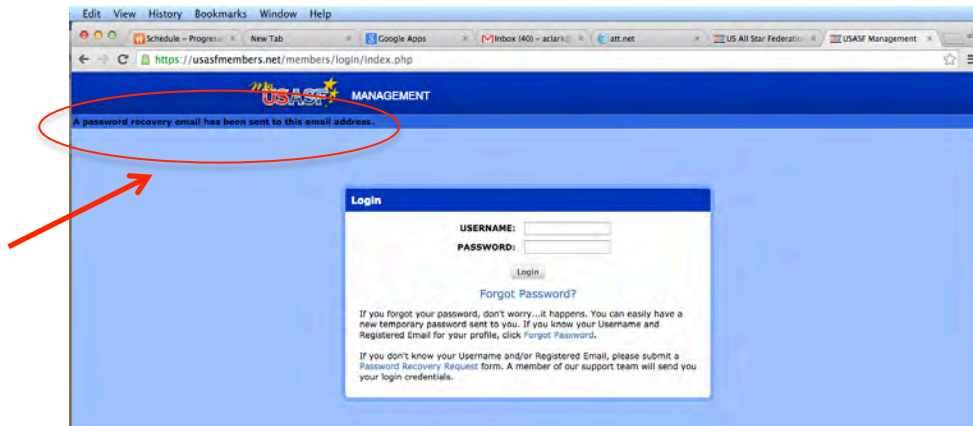 Edit View History Bookmarks Window Help
Schedule – Progres New Tab Google Apps Inbox (40) – aclark att.net US All Star Federatio USASF Management
https://usasfmembers.net/members/login/index.php
My USASF MANAGEMENT
A password recovery email has been sent to this email address.
Login
USERNAME:
PASSWORD:
Login
Forgot Password?
If you forgot your password, don't worry...it happens. You can easily have a
new temporary password sent to you. If you know your Username and
Registered Email for your profile, click Forgot Password.
If you don't know your Username and/or Registered Email, please submit a
Password Recovery Request form. A member of our support team will send you
your login credentials.